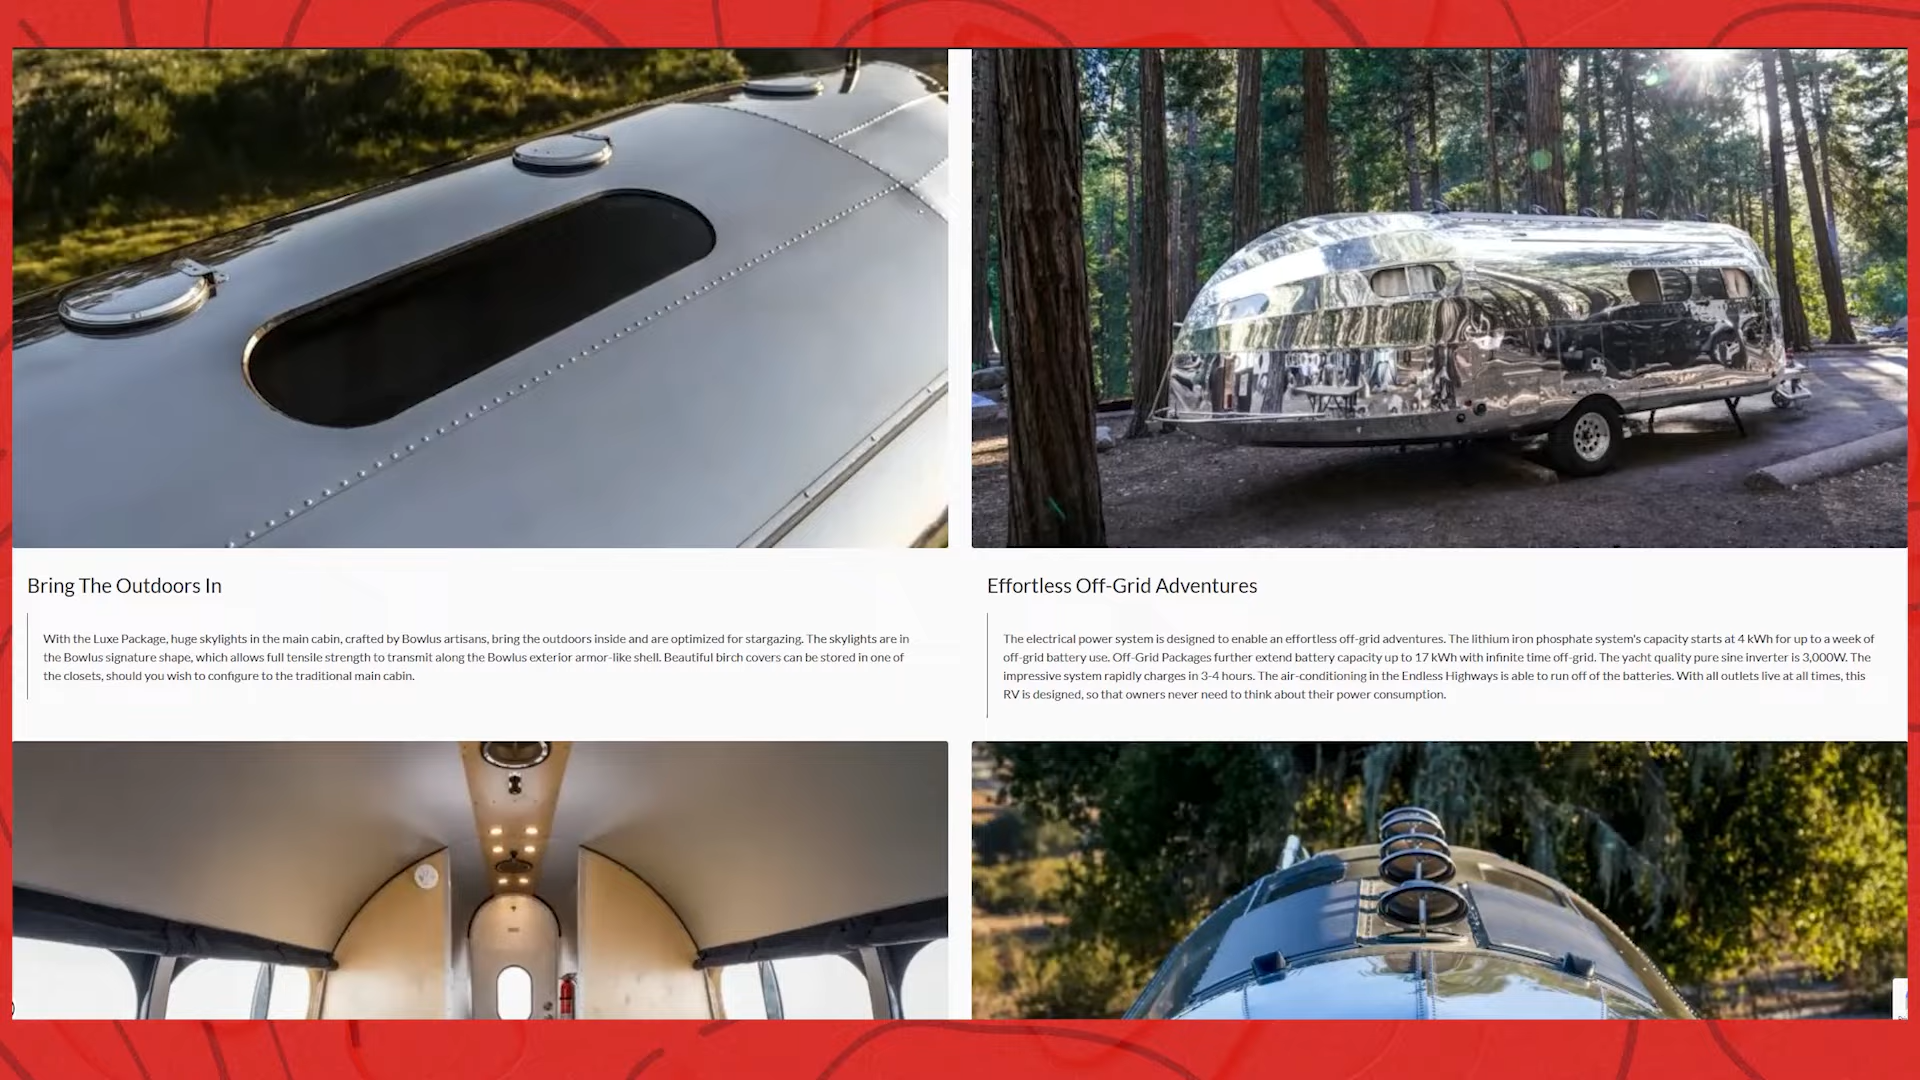 Bring The Outdoors In
With the Luxe Package, huge skylights in the main cabin, crafted by Bowlus artisans, bring the outdoors inside and are optimized for stargazing. The skylights are in
the Bowlus signature shape, which allows full tensile strength to transmit along the Bowlus exterior armor-like shell. Beautiful birch covers can be stored in one of
the closets, should you wish to configure to the traditional main cabin.
Effortless Off-Grid Adventures
The electrical power system is designed to enable an effortless off-grid adventures. The lithium iron phosphate system's capacity starts at 4 kWh for up to a week of
off-grid battery use. Off-Grid Packages further extend battery capacity up to 17 kWh with infinite time off-grid. The yacht quality pure sine inverter is 3,000W. The
impressive system rapidly charges in 3-4 hours. The air-conditioning in the Endless Highways is able to run off of the batteries. With all outlets live at all times, this
RV is designed, so that owners never need to think about their power consumption.